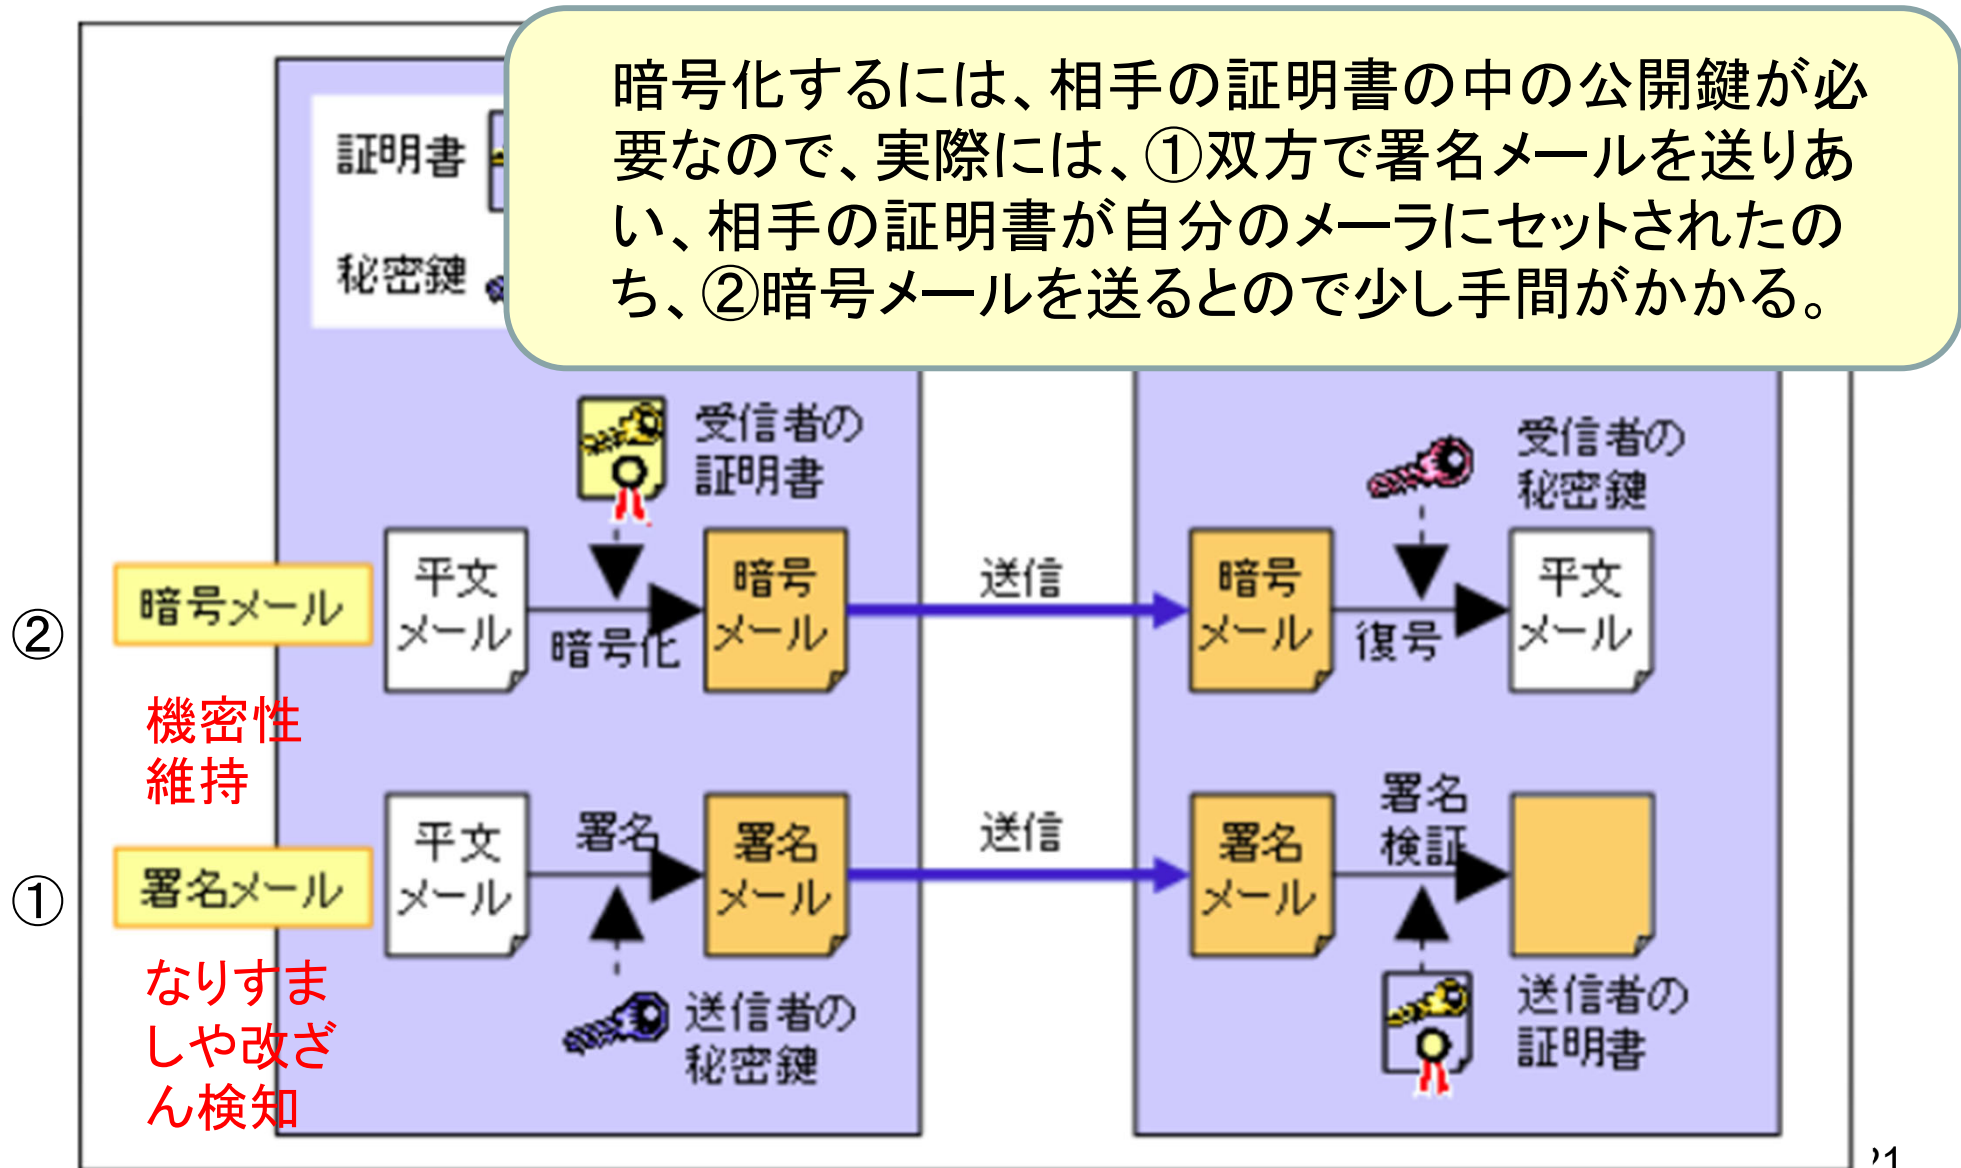 暗号化するには、相手の証明書の中の公開鍵が必
要なので、実際には、①双方で署名メールを送りあ
い、相手の証明書が自分のメーラにセットされたの
ち、②暗号メールを送るとので少し手間がかかる。
証明書
秘密鍵
受信者の
証明書
受信者の
秘密鍵
②
暗号メール
平文
メール
暗号化
暗号
メール
送信
暗号
メール
復号
平文
メール
機密性
維持
①
署名メール
平文
メール
署名
署名
メール
送信
署名
メール
署名
検証
なりすま
しや改ざ
ん検知
送信者の
秘密鍵
送信者の
証明書